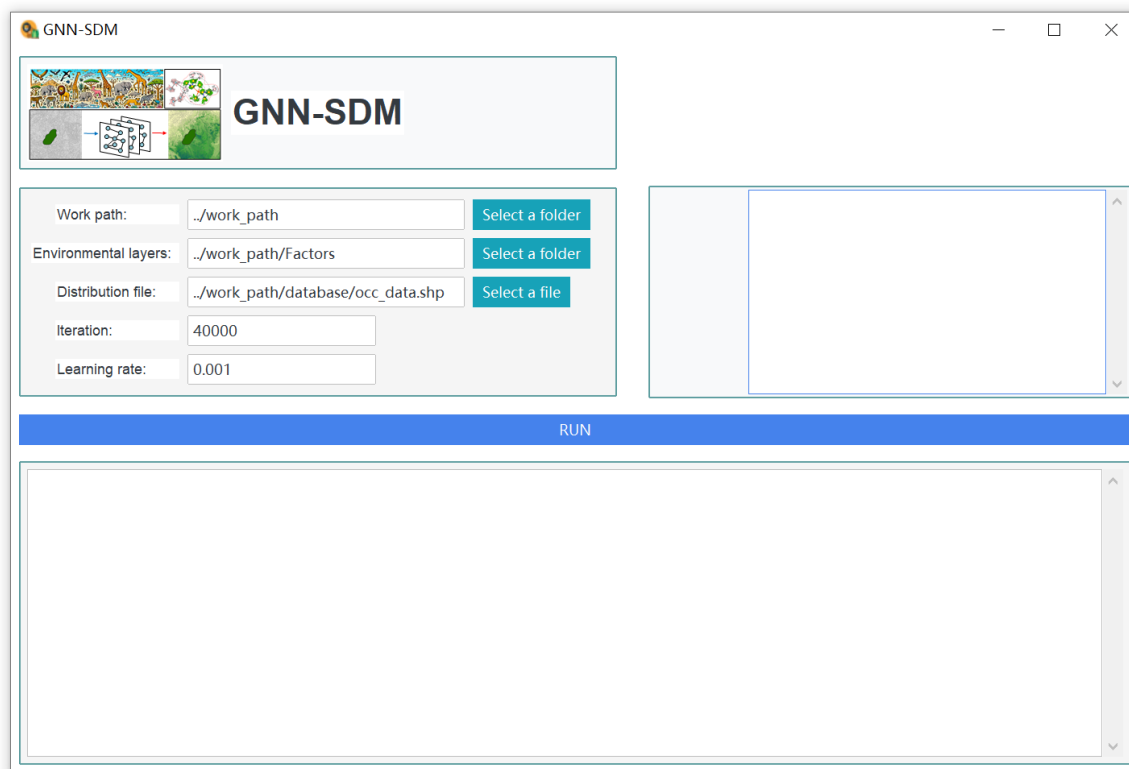 GNN-SDM
GNN-SDM
Work path: ../work_path Select a folder
Environmental layers: ../work_path/Factors Select a folder
Distribution file: ../work_path/database/occ_data.shp Select a file
Iteration: 40000
Learning rate: 0.001
RUN